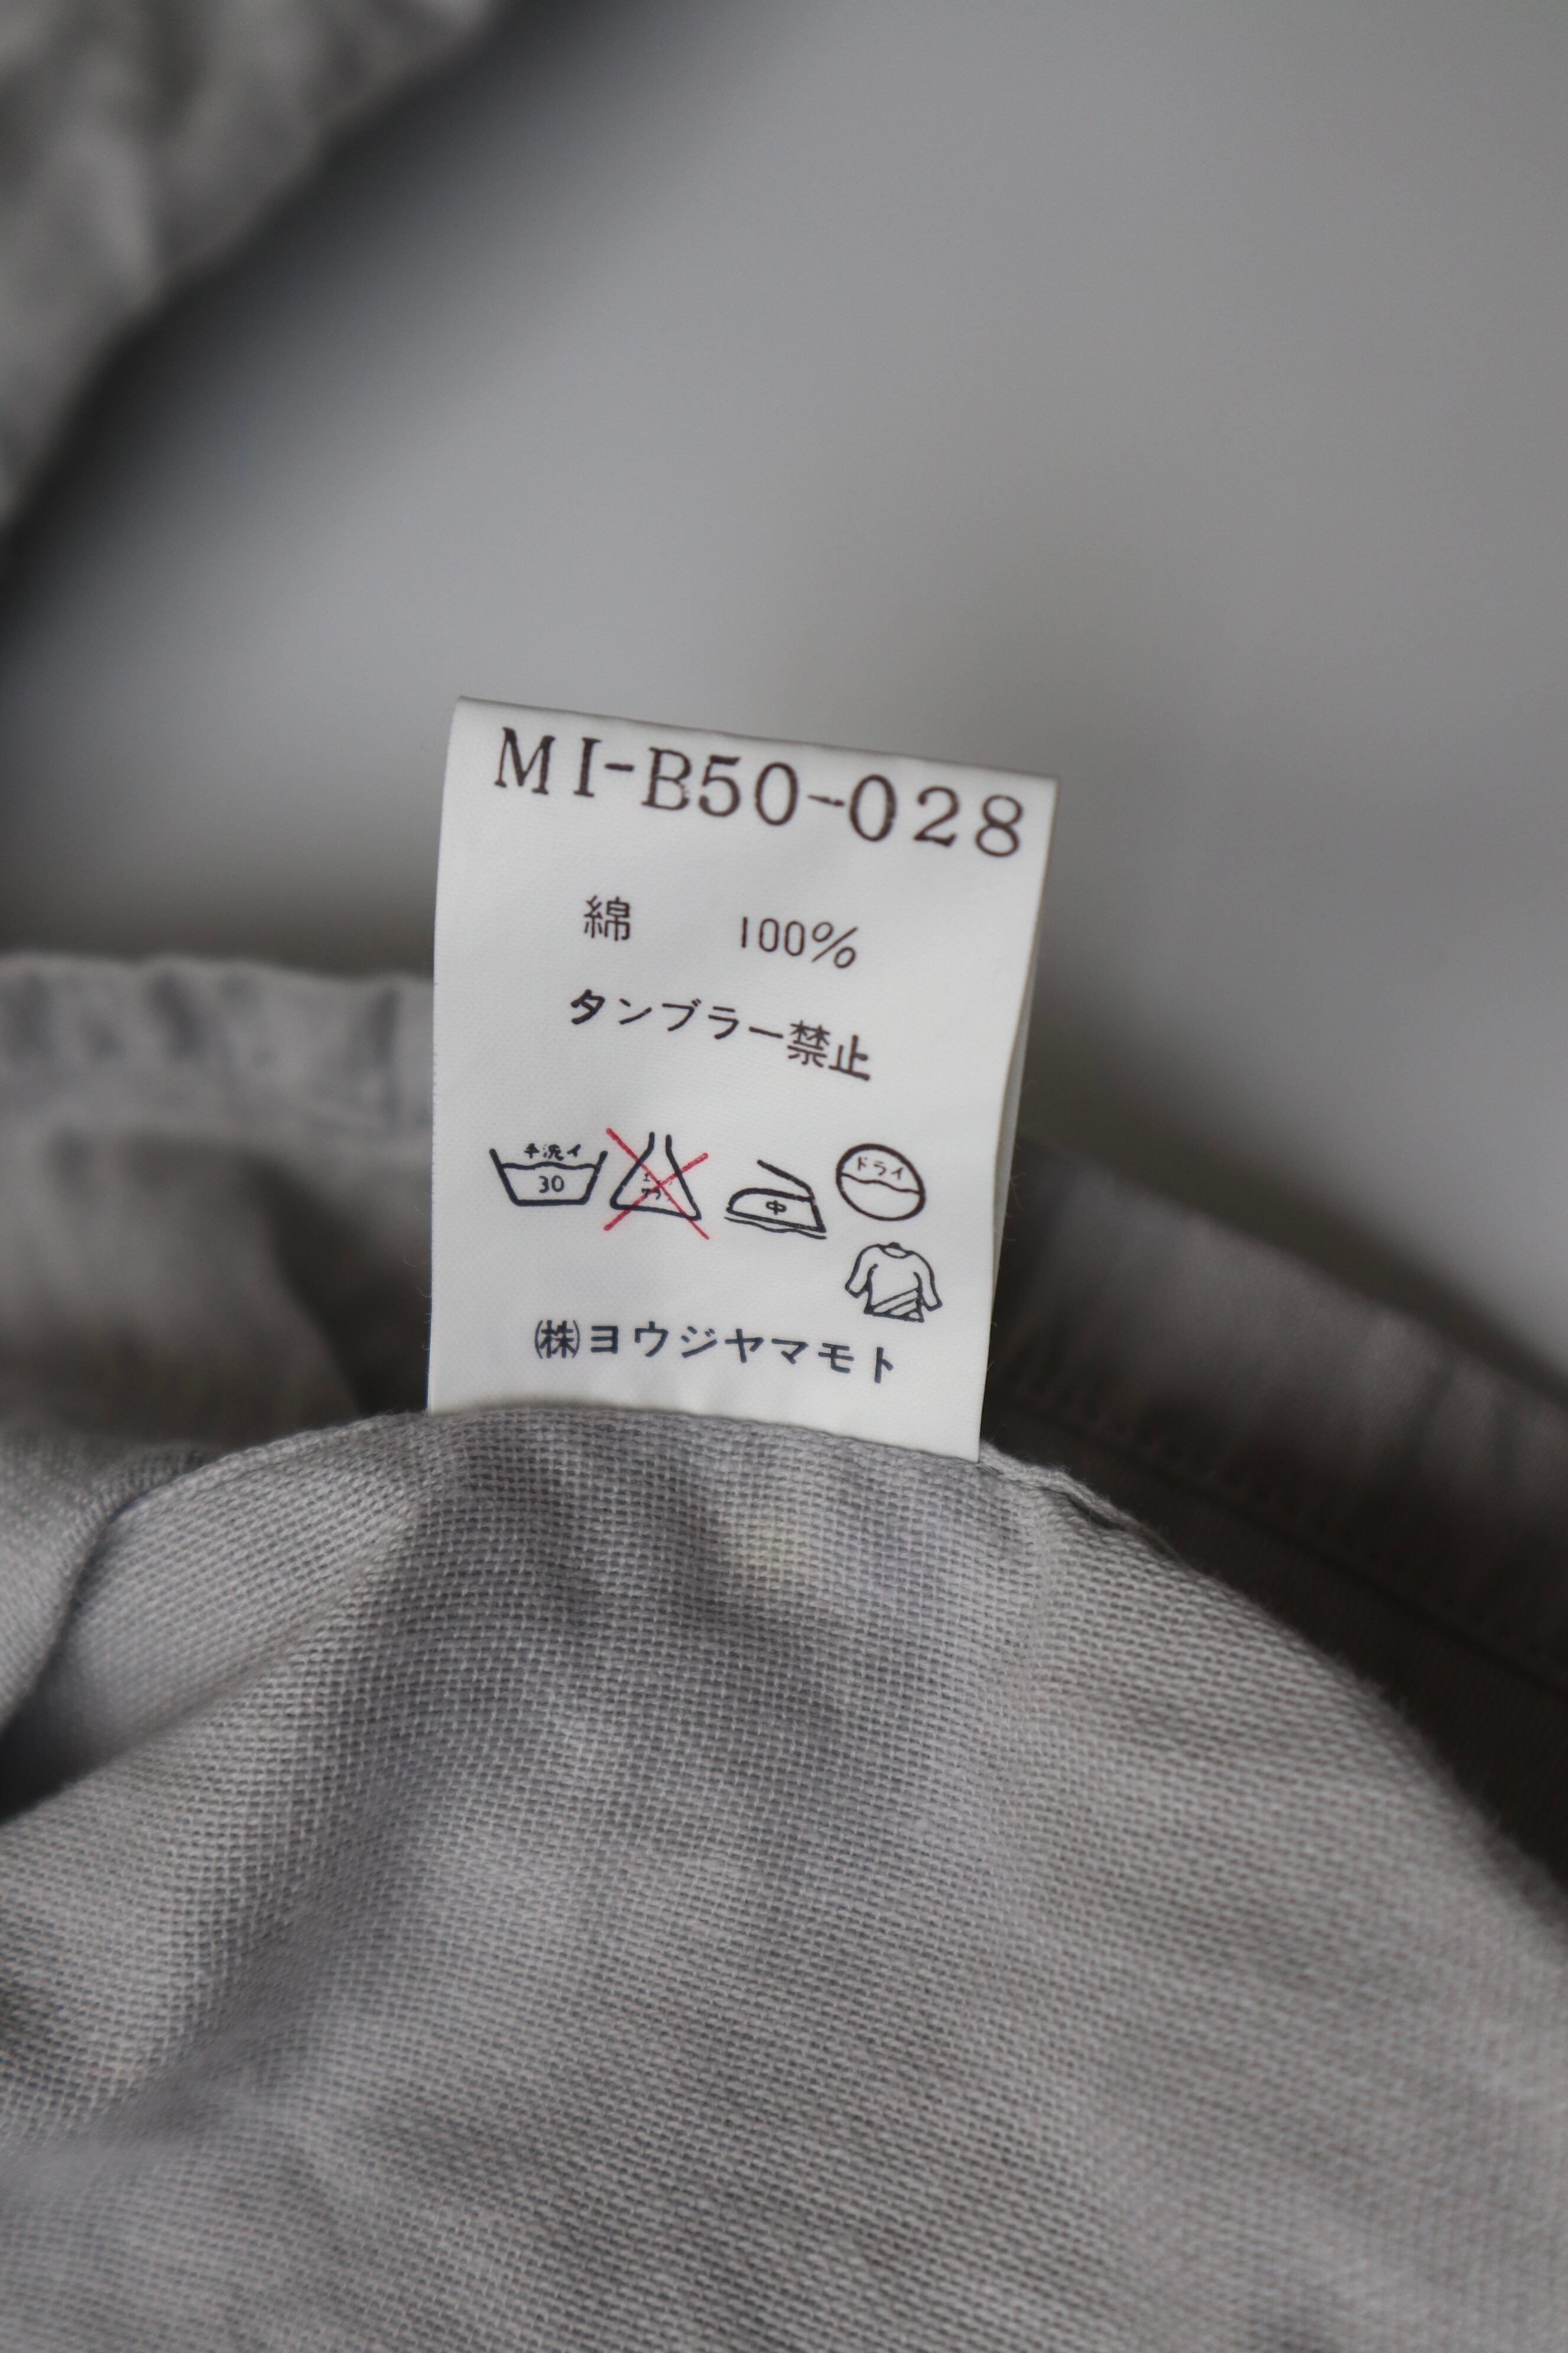 MI-B50-028
綿 100%
タンブラー禁止
手洗イ
30
中
ドライ
㈱ヨウジヤマモト